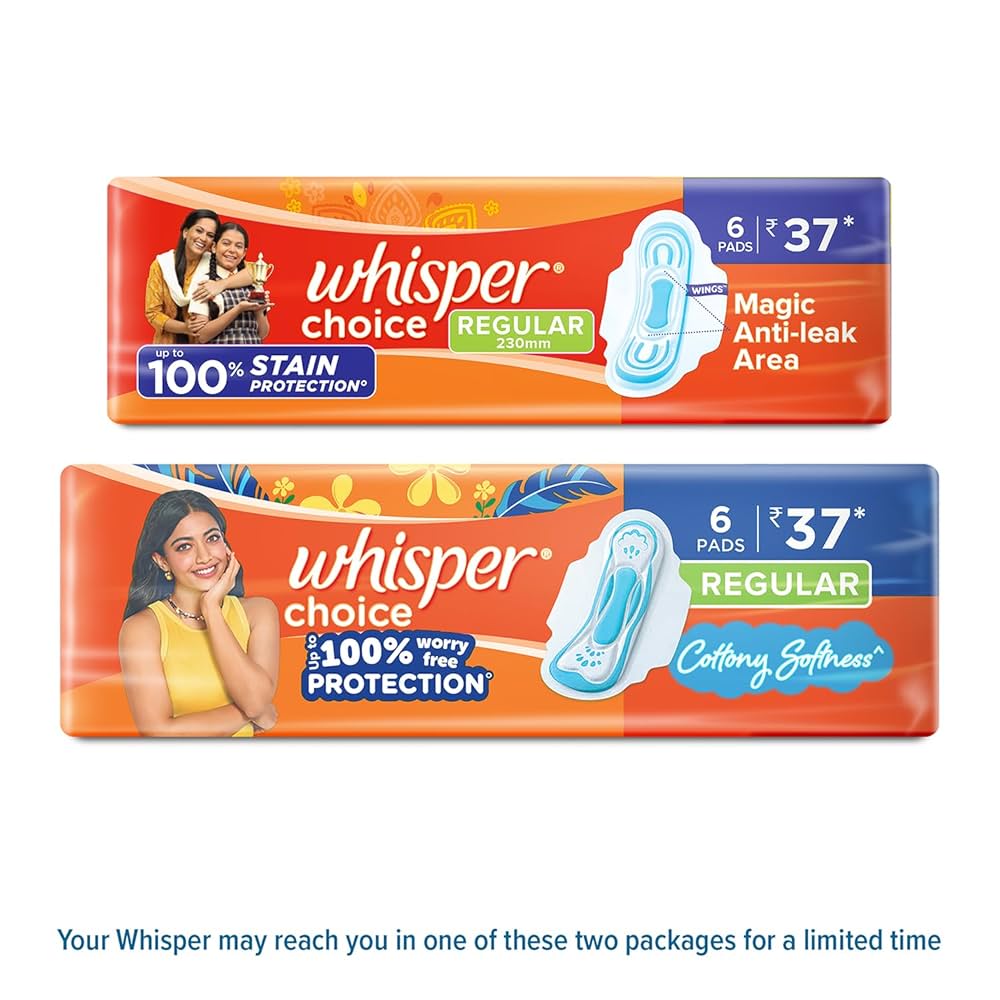 whisper®
choice
REGULAR
230mm
up to
100% STAIN
PROTECTION°
6
PADS
₹ 37*
WINGS™
Magic
Anti-leak
Area
6
PADS
₹ 37*
whisper®
choice
REGULAR
up to
100% worry
free
PROTECTION°
Cottony Softness^
Your Whisper may reach you in one of these two packages for a limited time